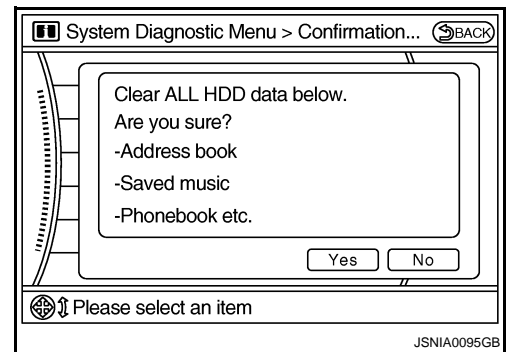 System Diagnostic Menu > Confirmation... BACK
Clear ALL HDD data below.
Are you sure?
-Address book
-Saved music
-Phonebook etc.
Yes No
Please select an item
JSNIA0095GB